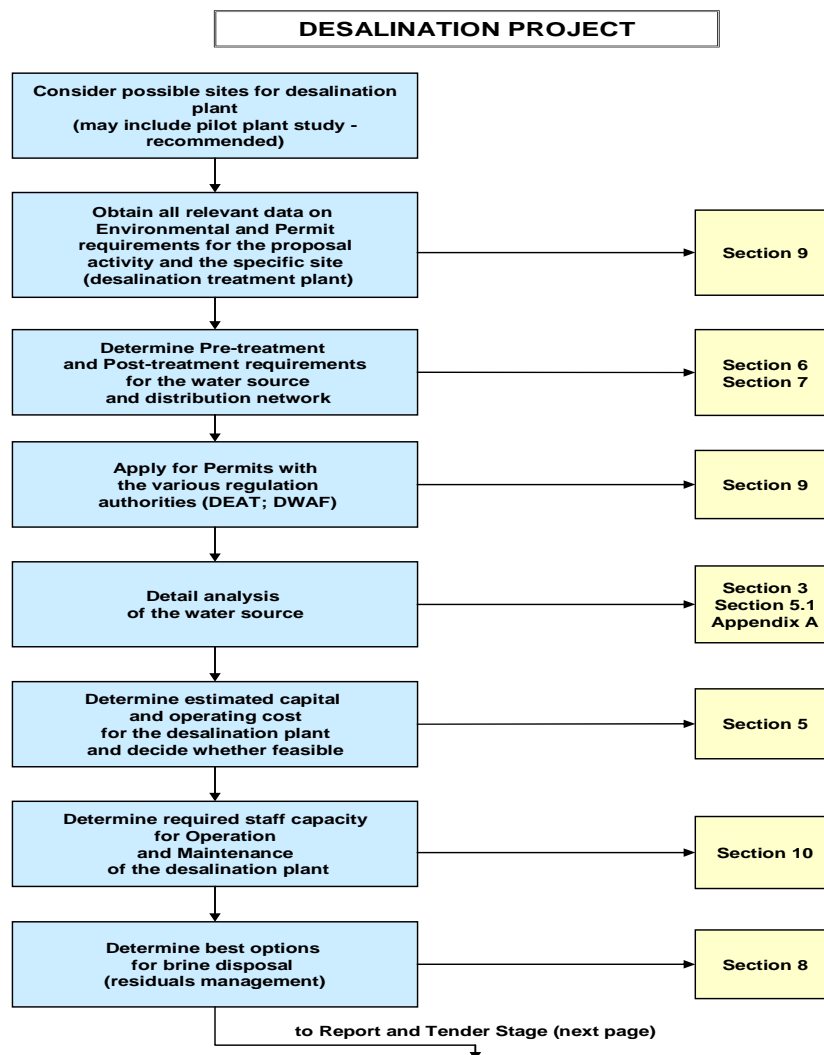 DESALINATION PROJECT
Consider possible sites for desalination
plant
(may include pilot plant study -
recommended)
Obtain all relevant data on
Environmental and Permit
requirements for the proposal
activity and the specific site
(desalination treatment plant)
Section 9
Determine Pre-treatment
and Post-treatment requirements
for the water source
and distribution network
Section 6
Section 7
Apply for Permits with
the various regulation
authorities (DEAT; DWAF)
Section 9
Detail analysis
of the water source
Section 3
Section 5.1
Appendix A
Determine estimated capital
and operating cost
for the desalination plant
and decide whether feasible
Section 5
Determine required staff capacity
for Operation
and Maintenance
of the desalination plant
Section 10
Determine best options
for brine disposal
(residuals management)
Section 8
to Report and Tender Stage (next page)